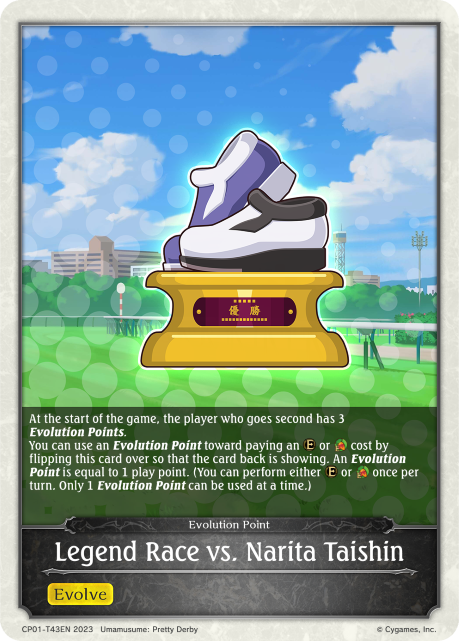 優勝
At the start of the game, the player who goes second has 3
Evolution Points.
You can use an Evolution Point toward paying an E or cost by
flipping this card over so that the card back is showing. An Evolution
Point is equal to 1 play point. (You can perform either E or once per
turn. Only 1 Evolution Point can be used at a time.)
Evolution Point
Legend Race vs. Narita Taishin
Evolve
CP01-T43EN 2023 Umamusume: Pretty Derby © Cygames, Inc.